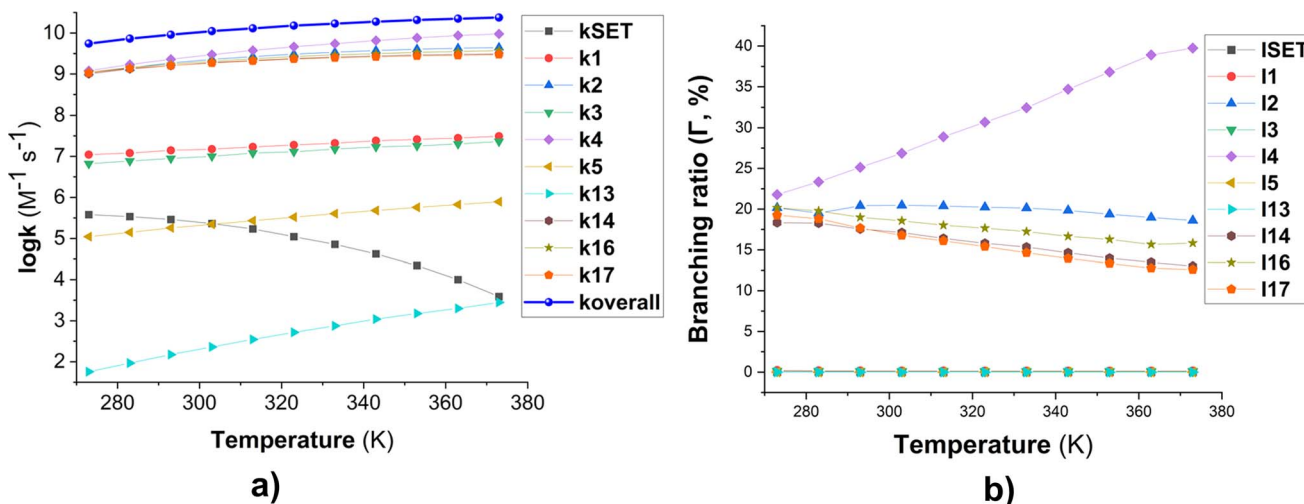 logk (M⁻¹ s⁻¹)
10
9
8
7
6
5
4
3
2
280 300 320 340 360 380
Temperature (K)
kSET
k1
k2
k3
k4
k5
k13
k14
k16
k17
koverall
a)
Branching ratio (Γ, %)
40
35
30
25
20
15
10
5
0
280 300 320 340 360 380
Temperature (K)
ISET
I1
I2
I3
I4
I5
I13
I14
I16
I17
b)